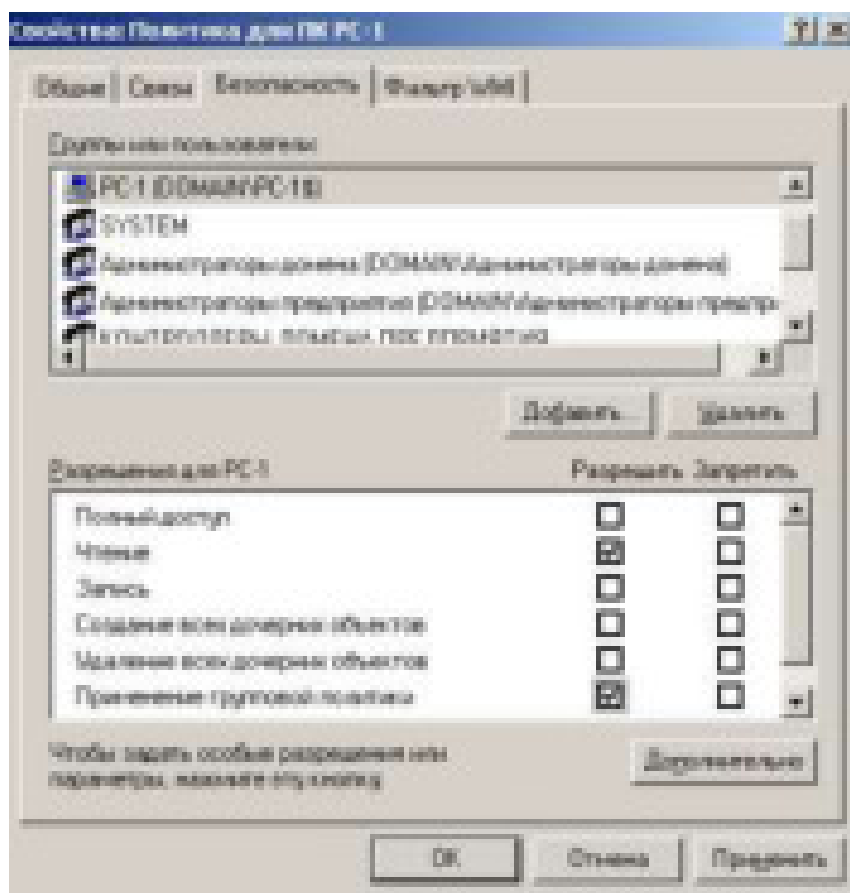 Свойства: Политика для ПК PC-1
Общие Связи Безопасность Фильтр WMI
Группы или пользователи:
PC-1 (DOMAIN\PC-1$)
SYSTEM
Администраторы домена (DOMAIN\Администраторы домена)
Администраторы предприятия (DOMAIN\Администраторы предпр
Добавить... Удалить
Разрешения для PC-1 Разрешить Запретить
Полный доступ
Чтение
Запись
Создание всех дочерних объектов
Удаление всех дочерних объектов
Применение групповой политики
Чтобы задать особые разрешения или
параметры, нажмите эту кнопку.
Дополнительно
OK Отмена Применить